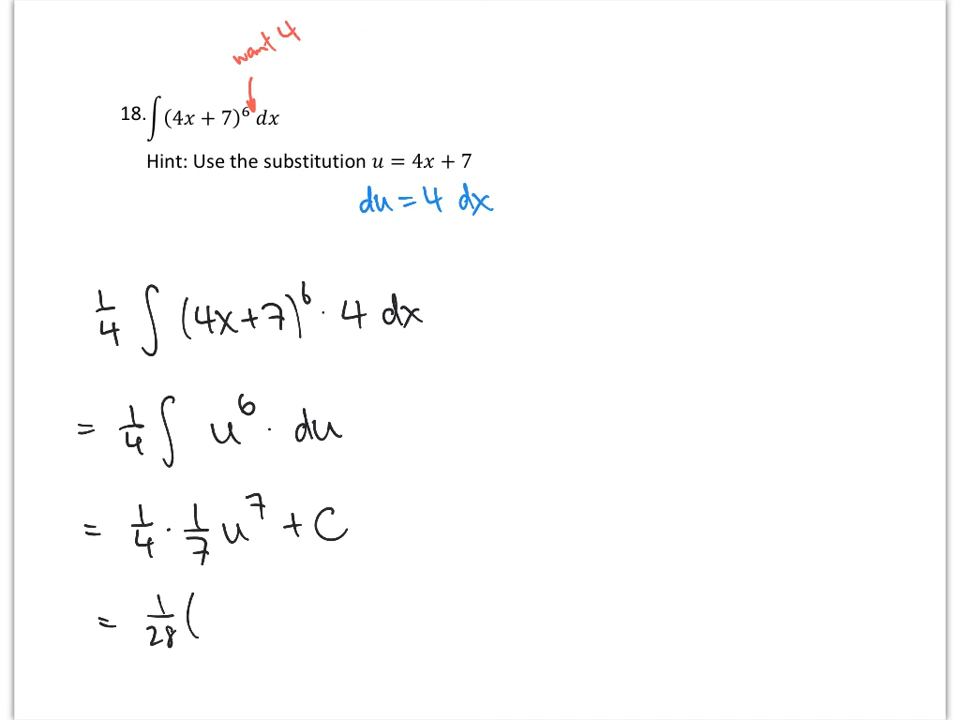 want 4
18. ∫(4x + 7)⁶ dx
Hint: Use the substitution u = 4x + 7
du = 4 dx
1/4 ∫ (4x+7)⁶ · 4 dx
= 1/4 ∫ u⁶ · du
= 1/4 · 1/7 u⁷ + C
= 1/28 (